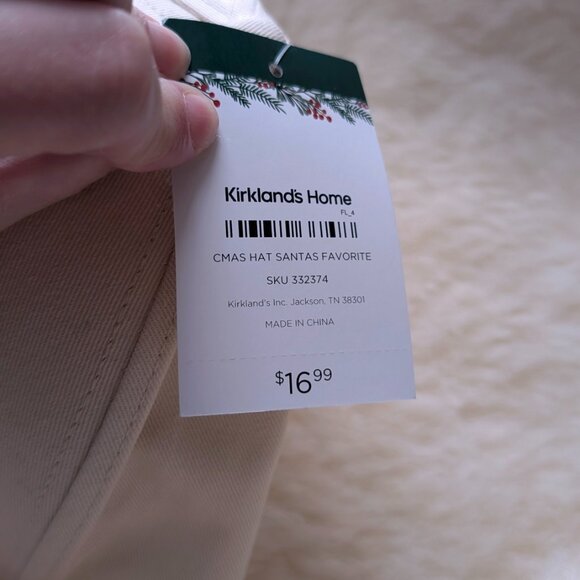 Kirkland's Home
FL_4
CMAS HAT SANTAS FAVORITE
SKU 332374
Kirkland's Inc. Jackson, TN 38301
MADE IN CHINA
$16.99